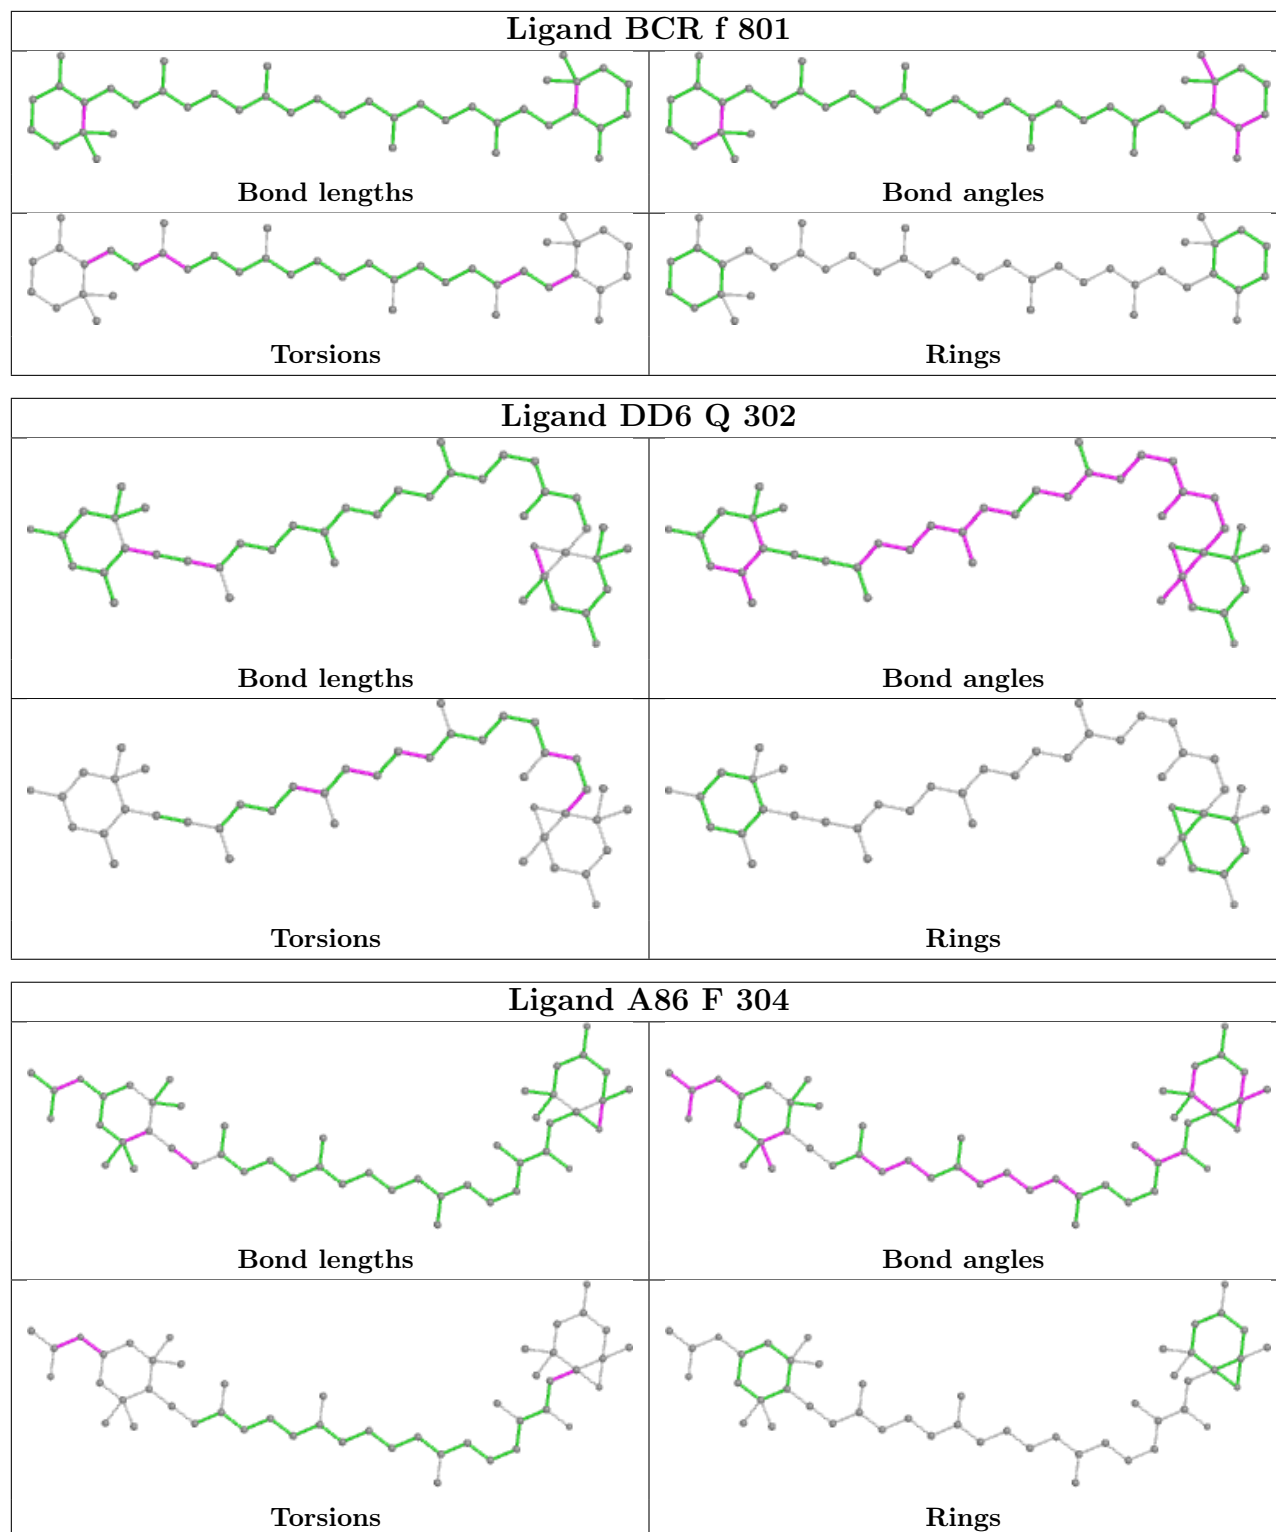 Ligand BCR f 801
Bond lengths
Bond angles
Torsions
Rings
Ligand DD6 Q 302
Bond lengths
Bond angles
Torsions
Rings
Ligand A86 F 304
Bond lengths
Bond angles
Torsions
Rings